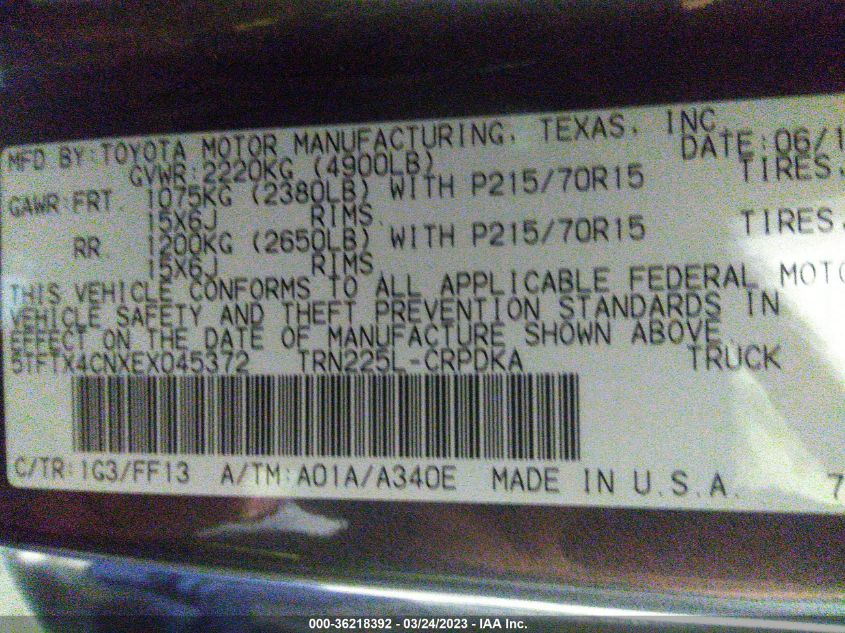 MFD BY:TOYOTA MOTOR MANUFACTURING, TEXAS, INC.
DATE:06/1
GVWR:2220KG (4900LB)
GAWR:FRT. 1075KG (2380LB) WITH P215/70R15 TIRES,
15X6J RIMS,
RR. 1200KG (2650LB) WITH P215/70R15 TIRES,
15X6J RIMS,
THIS VEHICLE CONFORMS TO ALL APPLICABLE FEDERAL MOTO
VEHICLE SAFETY AND THEFT PREVENTION STANDARDS IN
EFFECT ON THE DATE OF MANUFACTURE SHOWN ABOVE.
5TFTX4CNXEX045372 TRN225L-CRPDKA TRUCK
C/TR:1G3/FF13 A/TM:A01A/A340E MADE IN U.S.A. 7
000-36218392 - 03/24/2023 - IAA Inc.